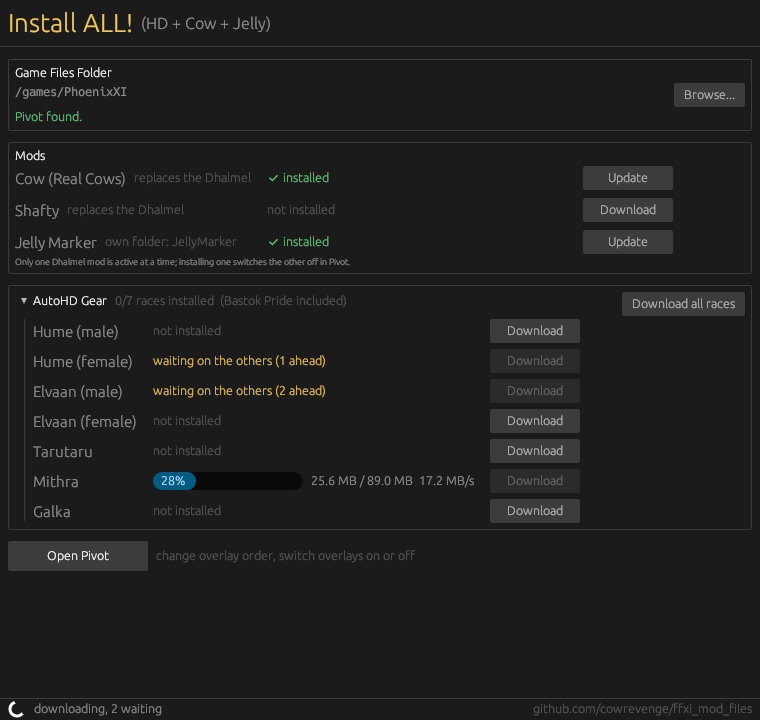 Install ALL! (HD + Cow + Jelly)
Game Files Folder
/games/PhoenixXI
Browse...
Pivot found.
Mods
Cow (Real Cows) replaces the Dhalmel ✓ installed Update
Shafty replaces the Dhalmel not installed Download
Jelly Marker own folder: JellyMarker ✓ installed Update
Only one Dhalmel mod is active at a time; installing one switches the other off in Pivot.
▼ AutoHD Gear 0/7 races installed (Bastok Pride included) Download all races
Hume (male) not installed Download
Hume (female) waiting on the others (1 ahead) Download
Elvaan (male) waiting on the others (2 ahead) Download
Elvaan (female) not installed Download
Tarutaru not installed Download
Mithra 28% 25.6 MB / 89.0 MB 17.2 MB/s Download
Galka not installed Download
Open Pivot change overlay order, switch overlays on or off
downloading, 2 waiting github.com/cowrevenge/ffxi_mod_files